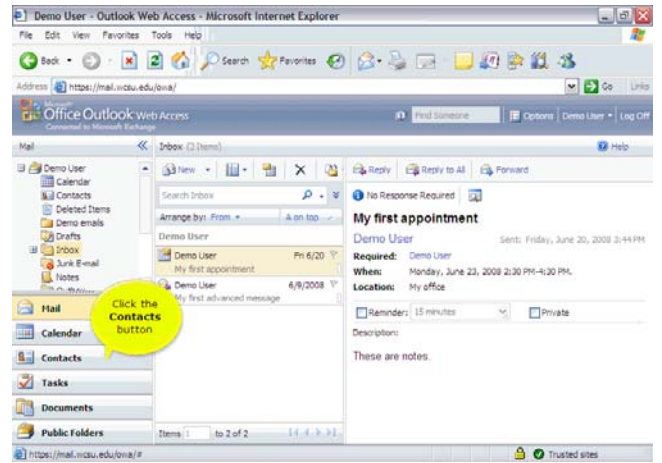 Demo User - Outlook Web Access - Microsoft Internet Explorer
File Edit View Favorites Tools Help
Back Search Favorites
Address https://mail.wcsu.edu/owa/ Go Links
Microsoft
Office Outlook Web Access
Connected to Microsoft Exchange
Find Someone Options Demo User Log Off
Mail
Demo User
Calendar
Contacts
Deleted Items
Demo emails
Drafts
Inbox
Junk E-mail
Notes
Mail
Calendar
Contacts
Tasks
Documents
Public Folders
Click the
Contacts
button
Inbox (2 Items) Help
New
Search Inbox
Arrange by: From A on top
Demo User
Demo User Fri 6/20
My first appointment
Demo User 6/9/2008
My first advanced message
Items 1 to 2 of 2
Reply Reply to All Forward
No Response Required
My first appointment
Demo User Sent: Friday, June 20, 2008 3:44 PM
Required: Demo User
When: Monday, June 23, 2008 2:30 PM-4:30 PM.
Location: My office
Reminder: 15 minutes Private
Description:
These are notes.
https://mail.wcsu.edu/owa/# Trusted sites